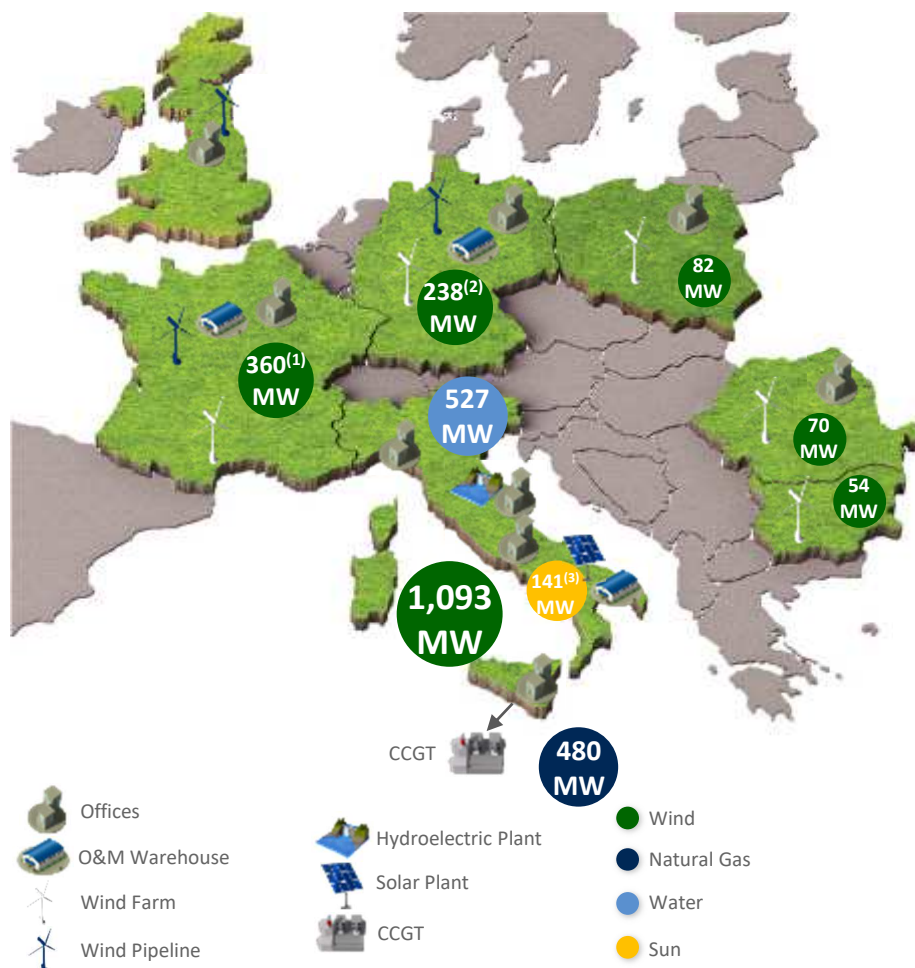 82
MW
238(2)
MW
360(1)
MW
527
MW
70
MW
54
MW
141(3)
MW
1,093
MW
CCGT
480
MW
Offices
O&M Warehouse
Wind Farm
Wind Pipeline
Hydroelectric Plant
Solar Plant
CCGT
Wind
Natural Gas
Water
Sun